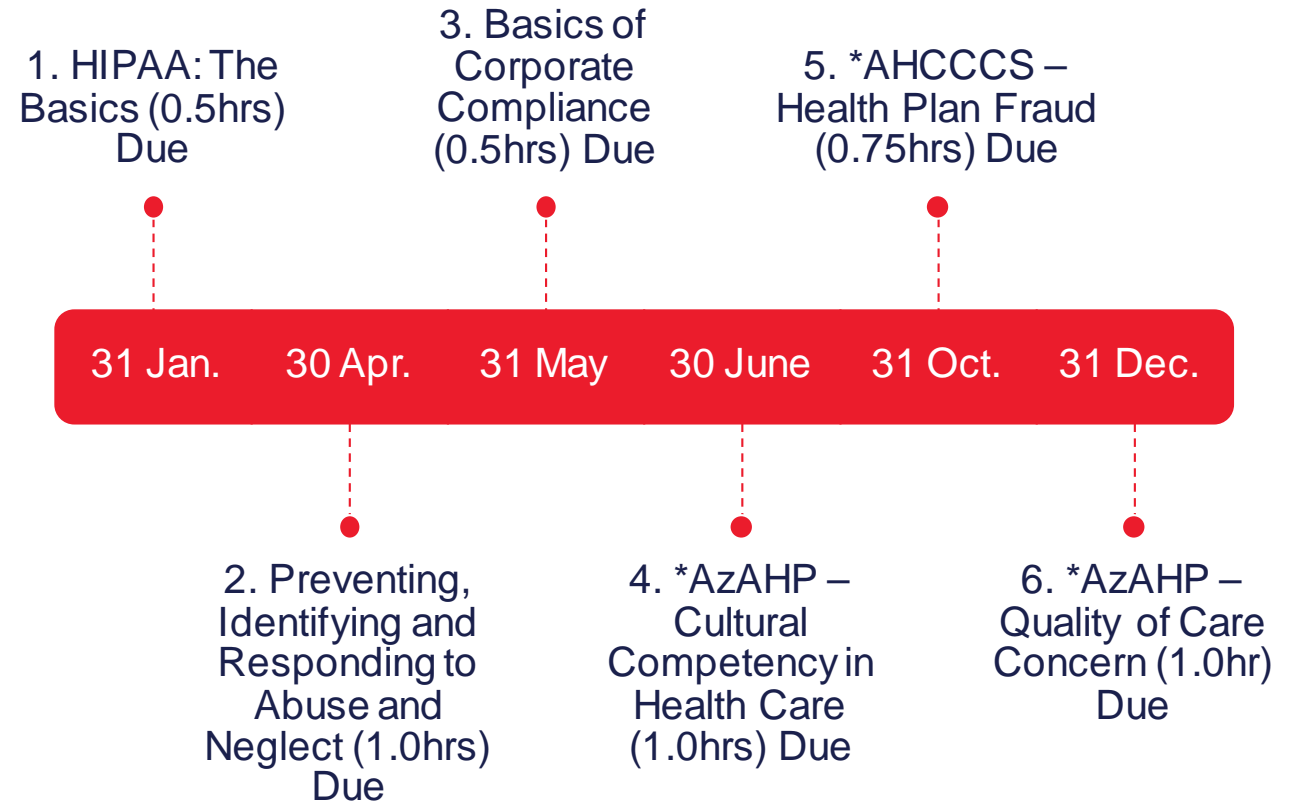 1. HIPAA: The
Basics (0.5hrs)
Due
3. Basics of
Corporate
Compliance
(0.5hrs) Due
5. *AHCCCS –
Health Plan Fraud
(0.75hrs) Due
31 Jan.
30 Apr.
31 May
30 June
31 Oct.
31 Dec.
2. Preventing,
Identifying and
Responding to
Abuse and
Neglect (1.0hrs)
Due
4. *AzAHP –
Cultural
Competency in
Health Care
(1.0hrs) Due
6. *AzAHP –
Quality of Care
Concern (1.0hr)
Due